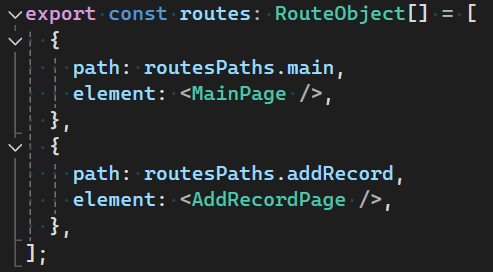 export const routes: RouteObject[] = [
  {
    path: routesPaths.main,
    element: <MainPage />,
  },
  {
    path: routesPaths.addRecord,
    element: <AddRecordPage />,
  },
];